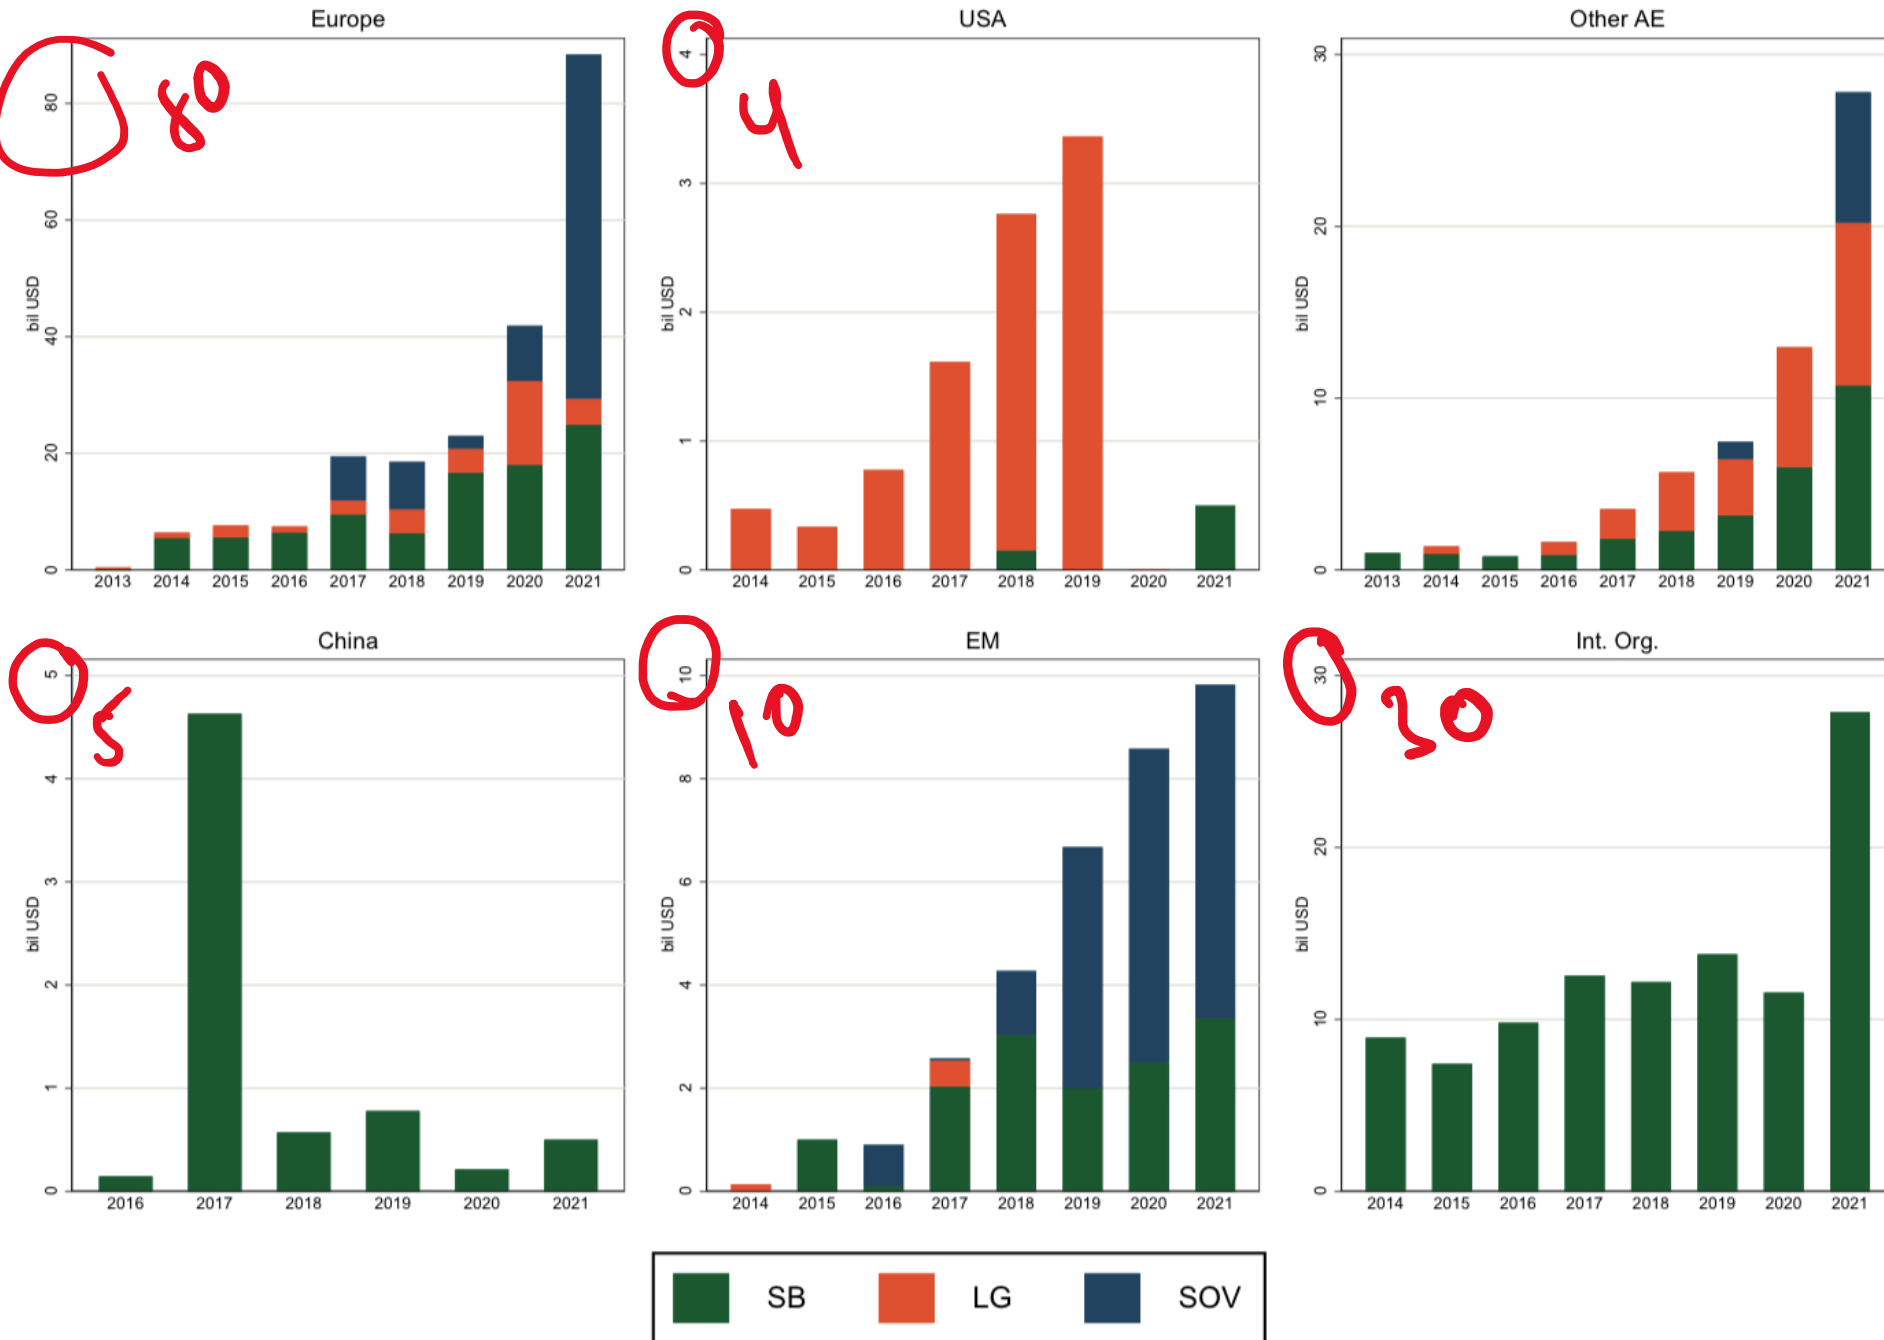 Europe
USA
Other AE
80
4
bil USD
0 20 40 60 80
2013 2014 2015 2016 2017 2018 2019 2020 2021
bil USD
0 1 2 3 4
2014 2015 2016 2017 2018 2019 2020 2021
bil USD
0 10 20 30
2013 2014 2015 2016 2017 2018 2019 2020 2021
China
EM
Int. Org.
5
10
30
bil USD
0 1 2 3 4 5
2016 2017 2018 2019 2020 2021
bil USD
0 2 4 6 8 10
2014 2015 2016 2017 2018 2019 2020 2021
bil USD
0 10 20 30
2014 2015 2016 2017 2018 2019 2020 2021
SB LG SOV